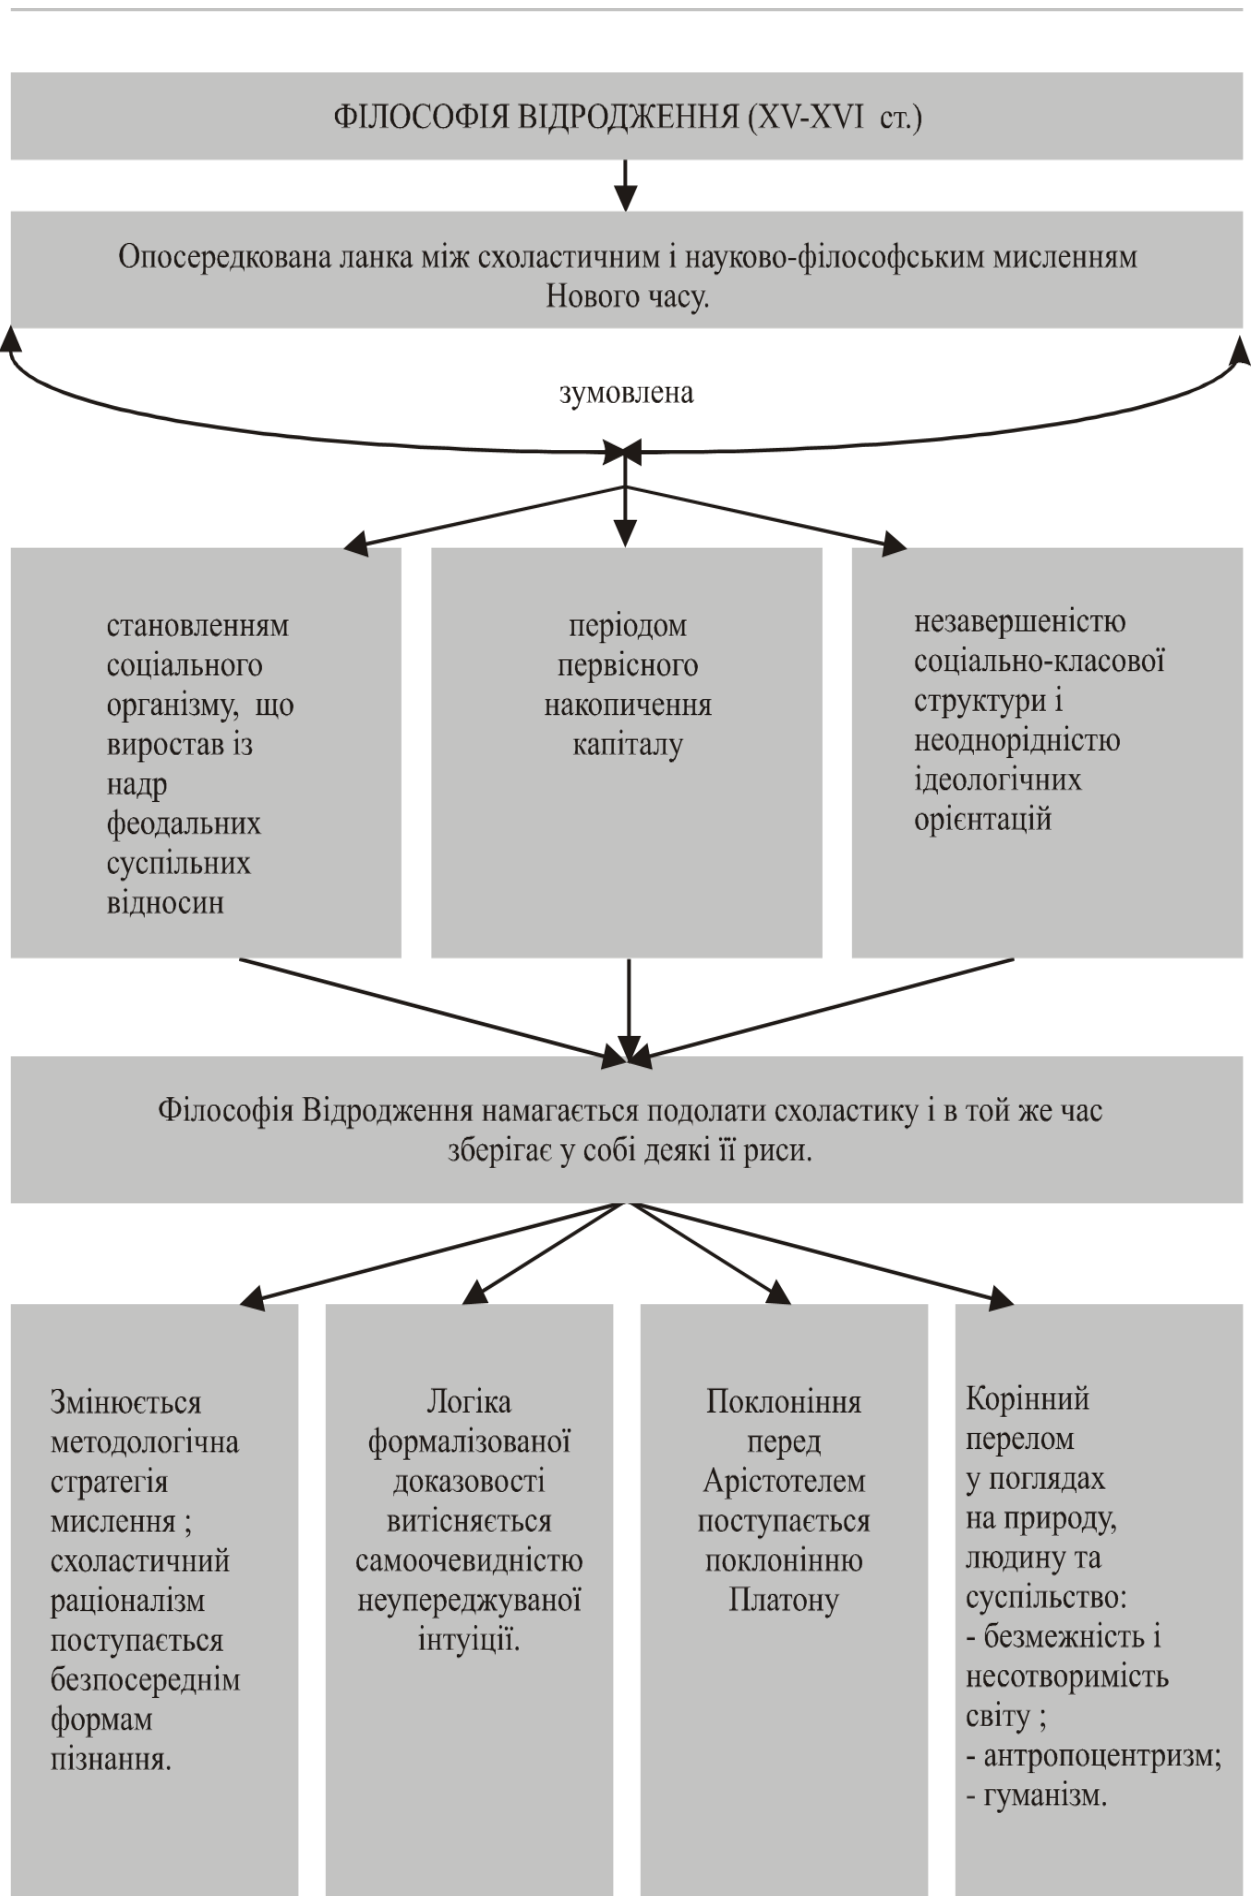 ФІЛОСОФІЯ ВІДРОДЖЕННЯ (XV-XVI ст.)
Опосередкована ланка між схоластичним і науково-філософським мисленням
Нового часу.
зумовлена
становленням
соціального
організму, що
виростав із
надр
феодальних
суспільних
відносин
періодом
первісного
накопичення
капіталу
незавершеністю
соціально-класової
структури і
неоднорідністю
ідеологічних
орієнтацій
Філософія Відродження намагається подолати схоластику і в той же час
зберігає у собі деякі її риси.
Змінюється
методологічна
стратегія
мислення ;
схоластичний
раціоналізм
поступається
безпосереднім
формам
пізнання.
Логіка
формалізованої
доказовості
витісняється
самоочевидністю
неупереджуваної
інтуіції.
Поклоніння
перед
Арістотелем
поступається
поклонінню
Платону
Корінний
перелом
у поглядах
на природу,
людину та
суспільство:
- безмежність і
несотворимість
світу ;
- антропоцентризм;
- гуманізм.